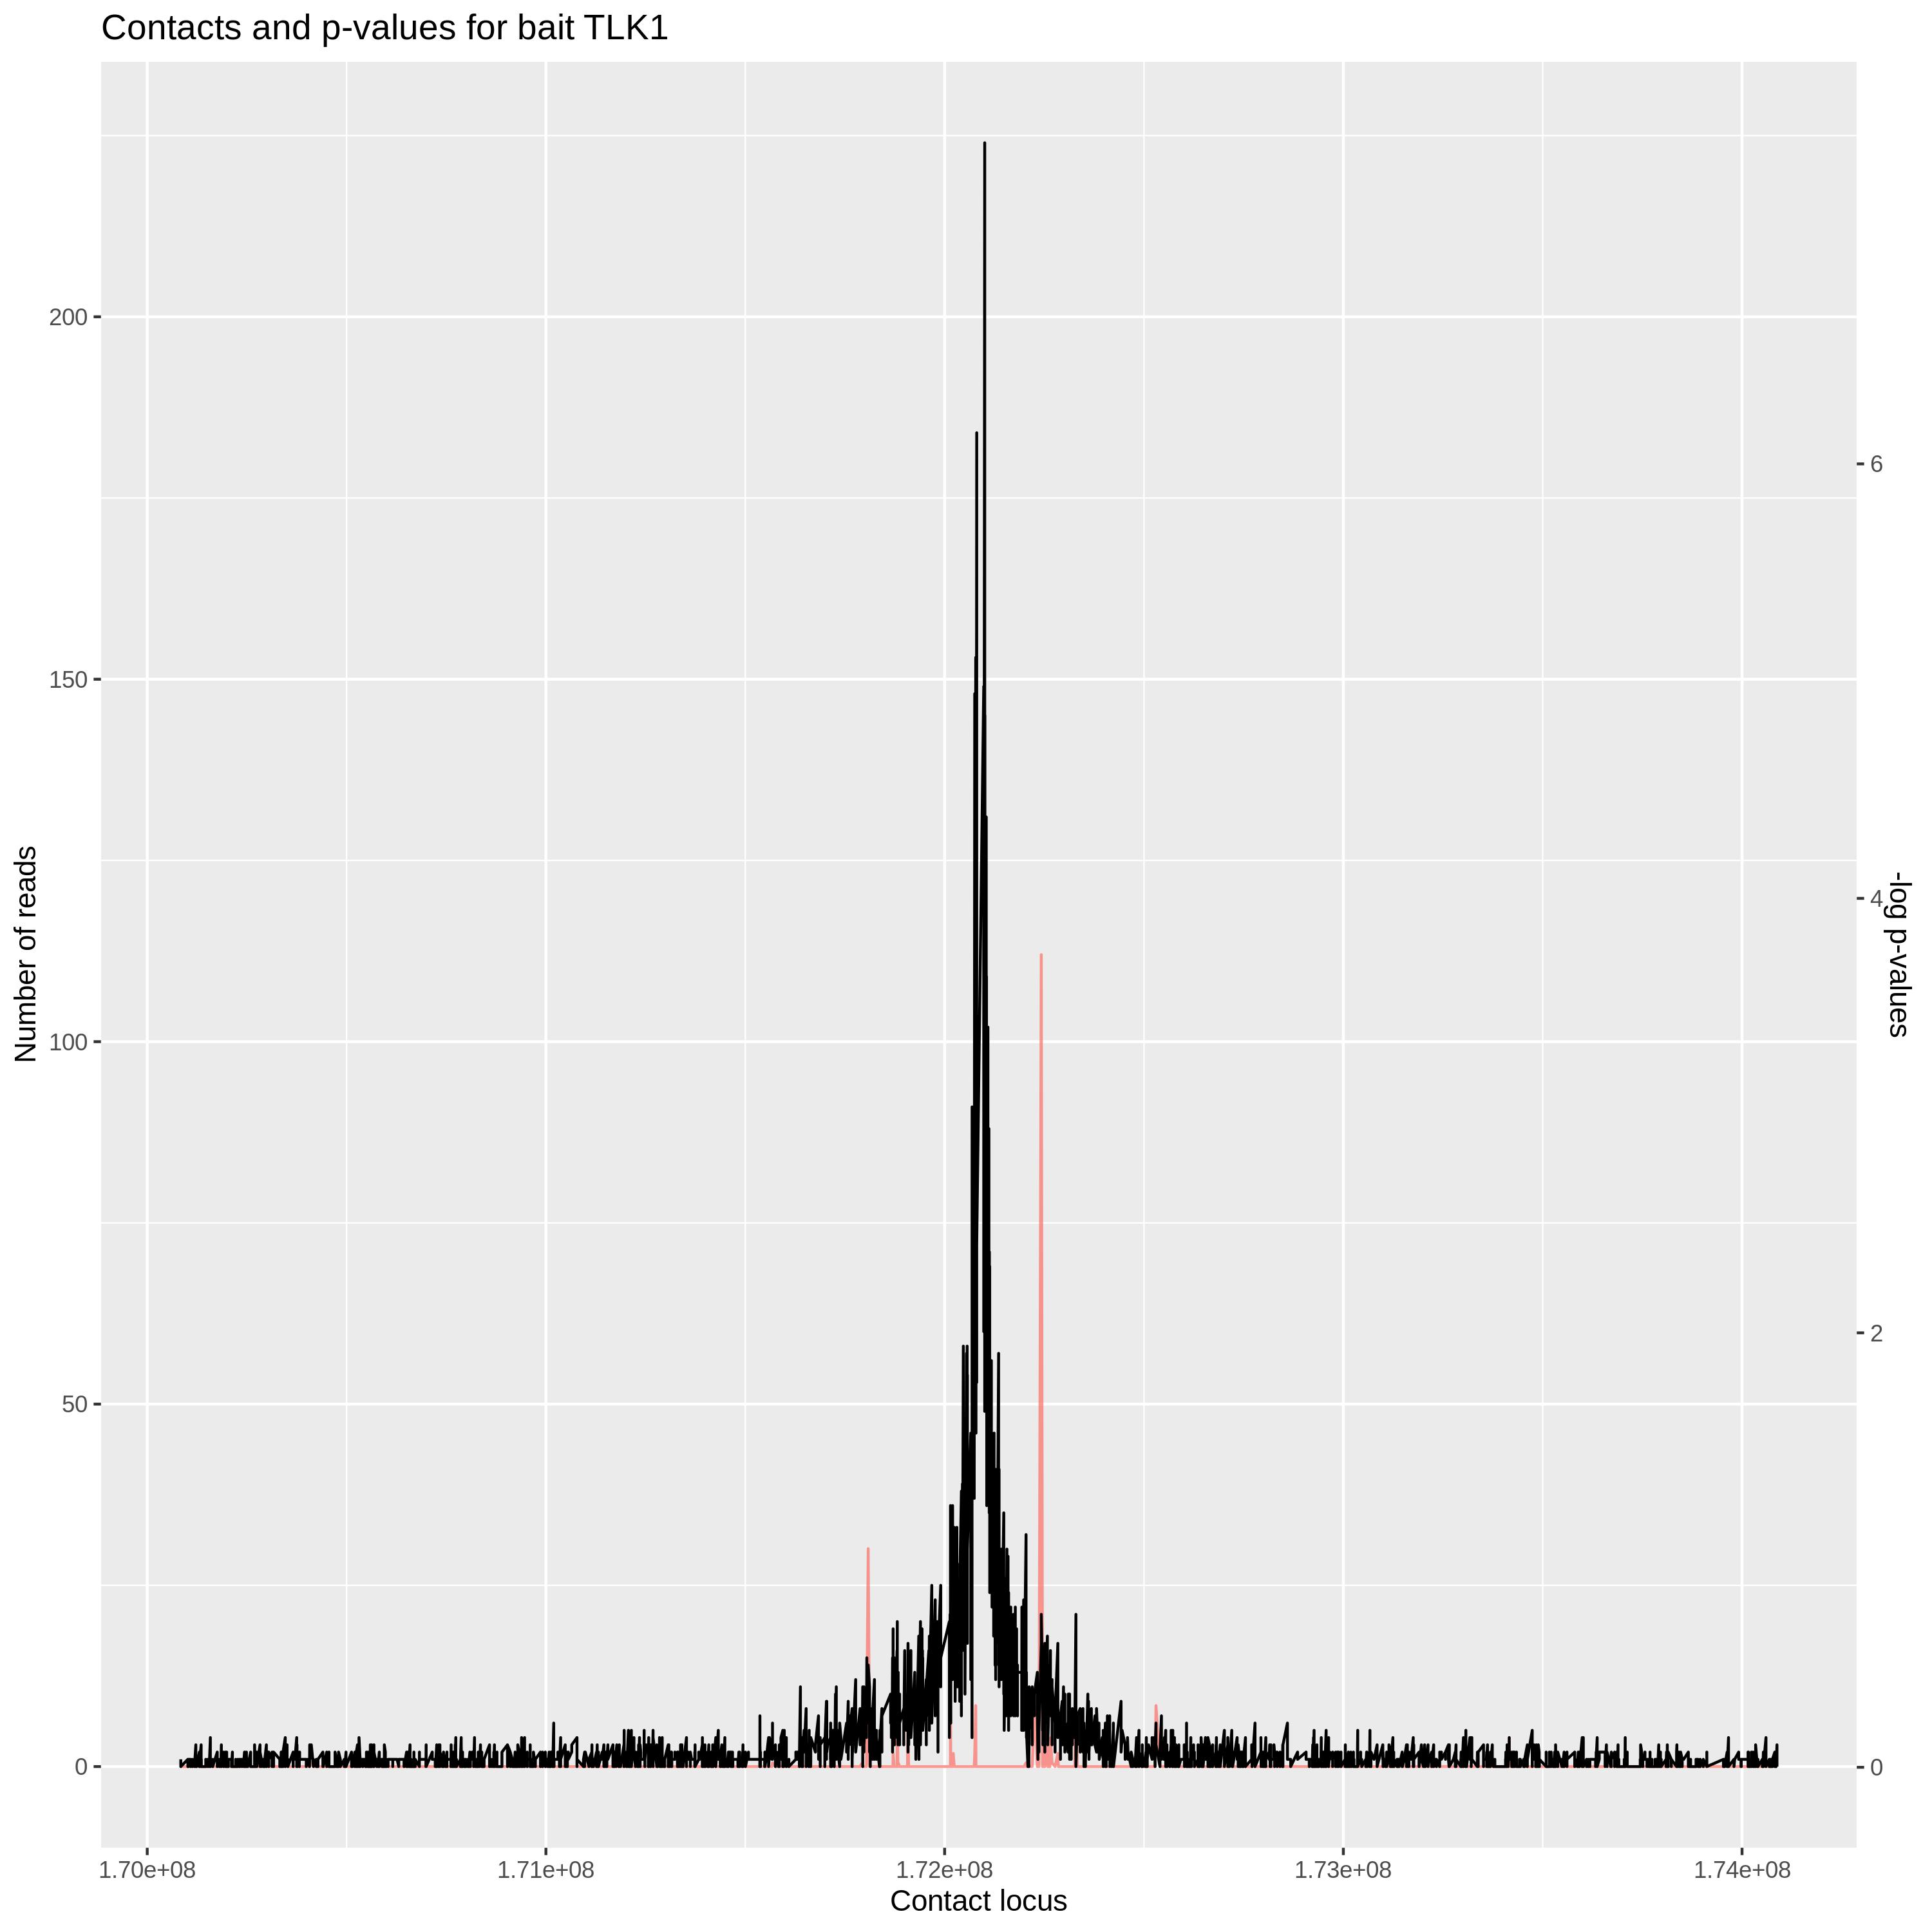 Contacts and p-values for bait TLK1
Number of reads
200
150
100
50
0
6
4
2
0
-log p-values
1.70e+08
1.71e+08
1.72e+08
1.73e+08
1.74e+08
Contact locus